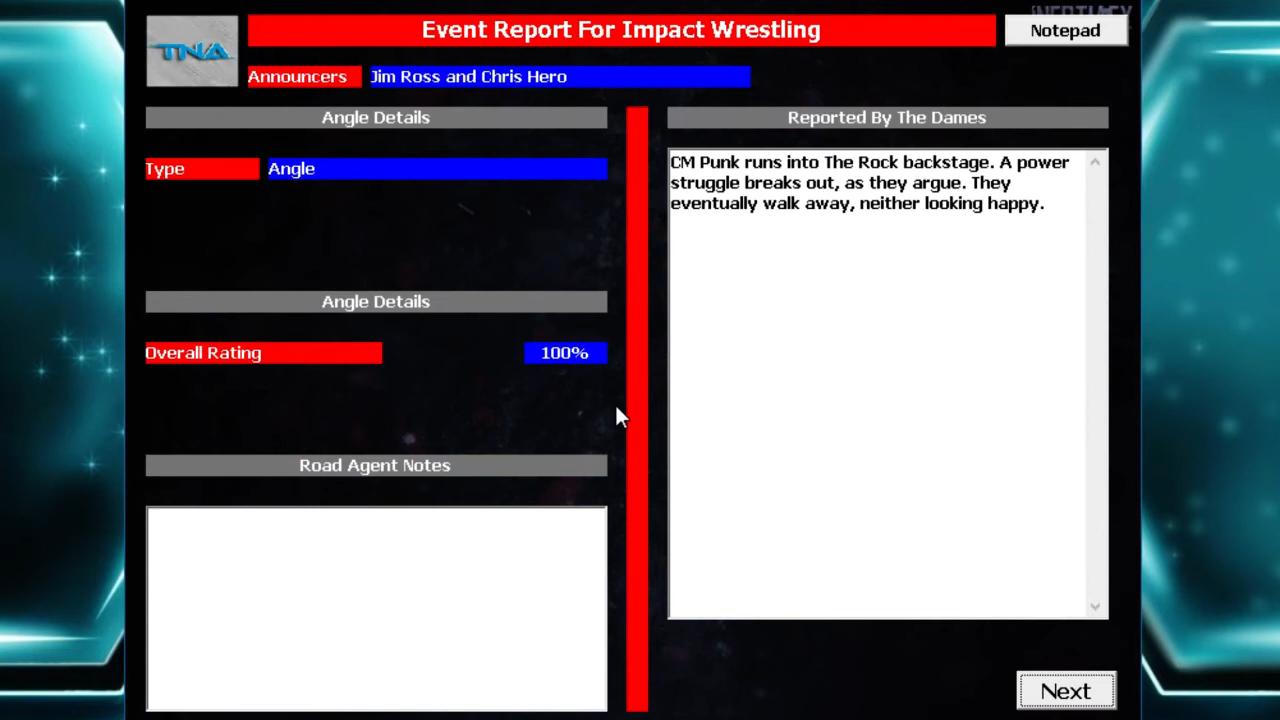 Event Report For Impact Wrestling
Notepad
TNA
Announcers
Jim Ross and Chris Hero
Angle Details
Type
Angle
Angle Details
Overall Rating
100%
Road Agent Notes
Reported By The Dames
CM Punk runs into The Rock backstage. A power
struggle breaks out, as they argue. They
eventually walk away, neither looking happy.
Next